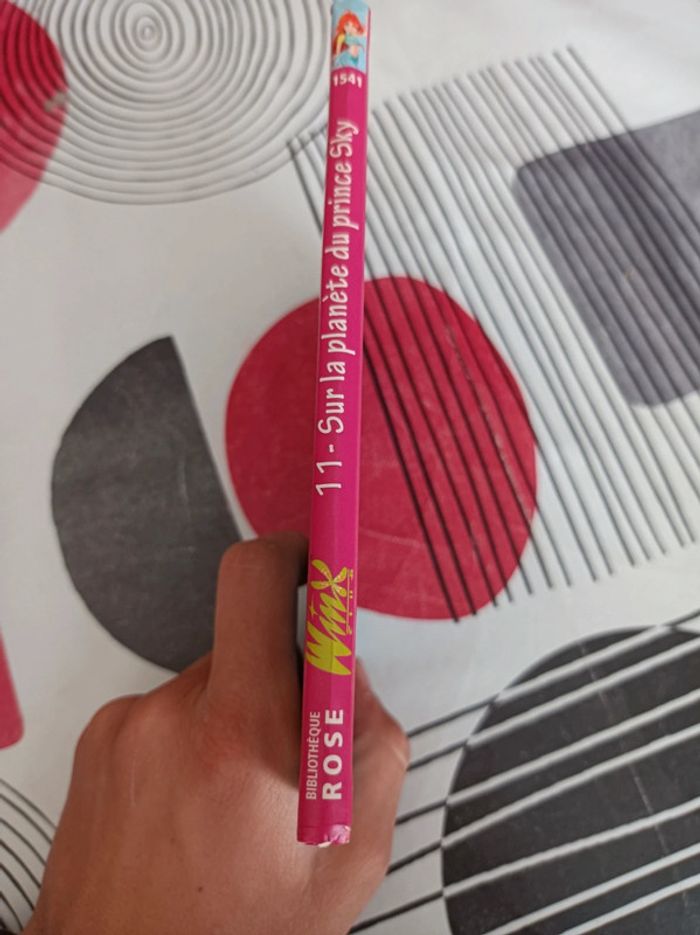 1541
11- Sur la planète du prince Sky
Winx
BIBLIOTHÈQUE
ROSE